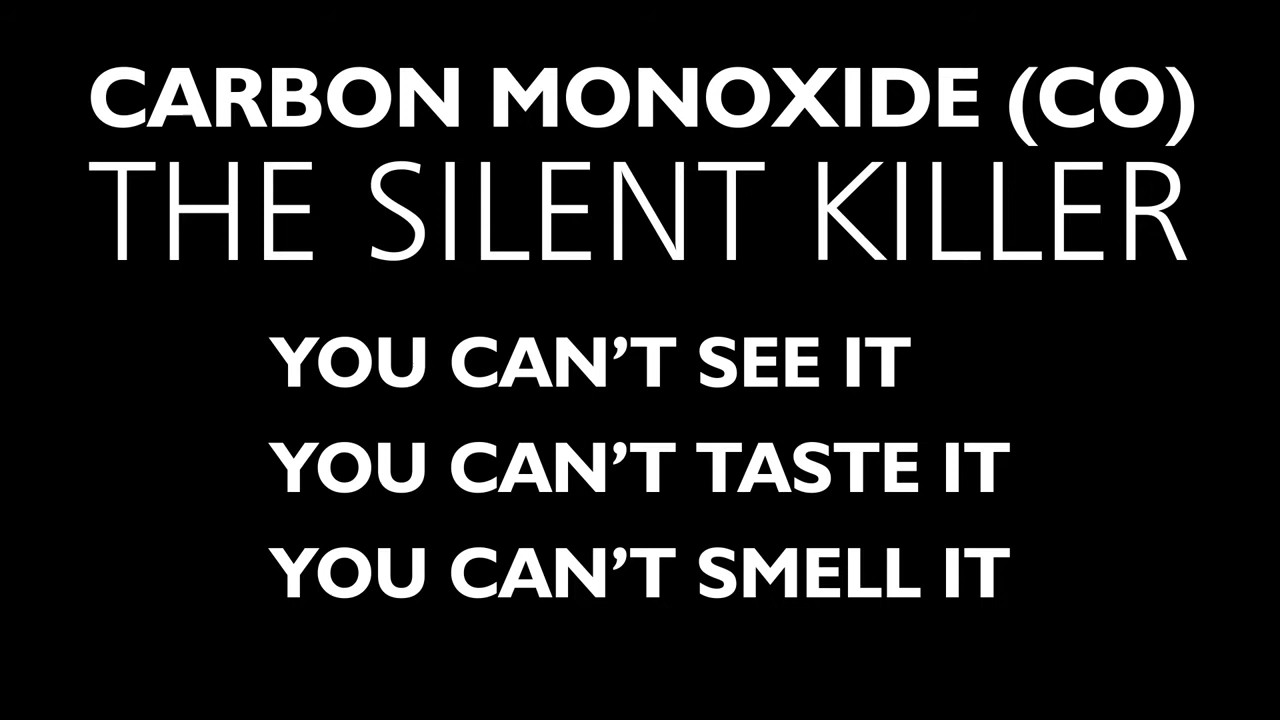 CARBON MONOXIDE (CO)
THE SILENT KILLER
YOU CAN’T SEE IT
YOU CAN’T TASTE IT
YOU CAN’T SMELL IT